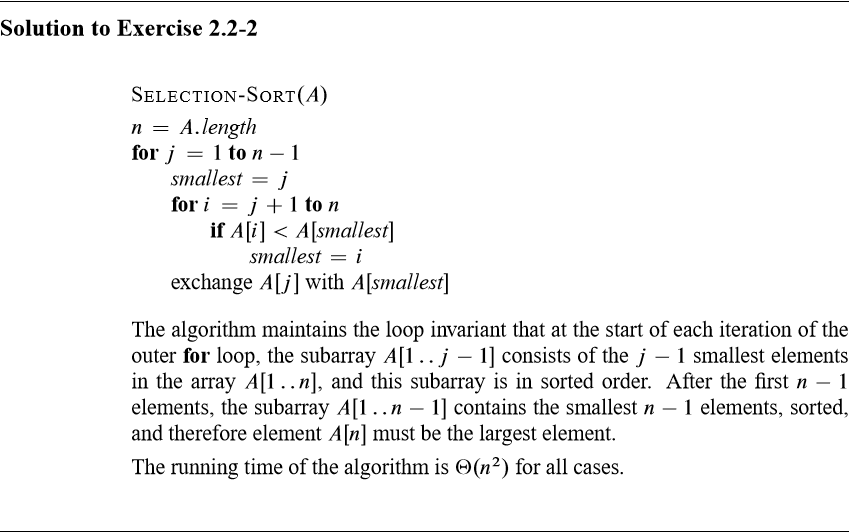 Solution to Exercise 2.2-2
SELECTION-SORT(A)
n = A.length
for j = 1 to n − 1
smallest = j
for i = j + 1 to n
if A[i] < A[smallest]
smallest = i
exchange A[j] with A[smallest]
The algorithm maintains the loop invariant that at the start of each iteration of the
outer for loop, the subarray A[1 . . j − 1] consists of the j − 1 smallest elements
in the array A[1 . . n], and this subarray is in sorted order. After the first n − 1
elements, the subarray A[1 . . n − 1] contains the smallest n − 1 elements, sorted,
and therefore element A[n] must be the largest element.
The running time of the algorithm is Θ(n²) for all cases.